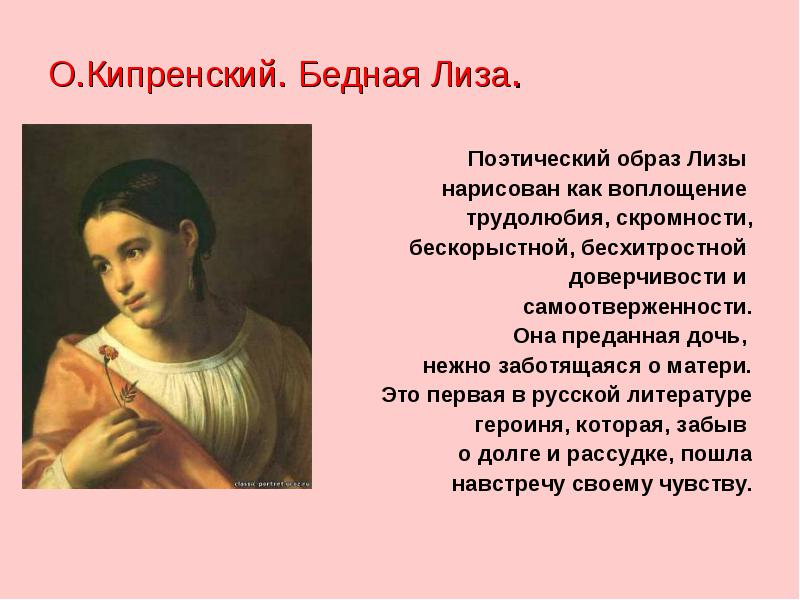 О.Кипренский. Бедная Лиза.
Поэтический образ Лизы
нарисован как воплощение
трудолюбия, скромности,
бескорыстной, бесхитростной
доверчивости и
самоотверженности.
Она преданная дочь,
нежно заботящаяся о матери.
Это первая в русской литературе
героиня, которая, забыв
о долге и рассудке, пошла
навстречу своему чувству.
classic-portret.ucoz.ru